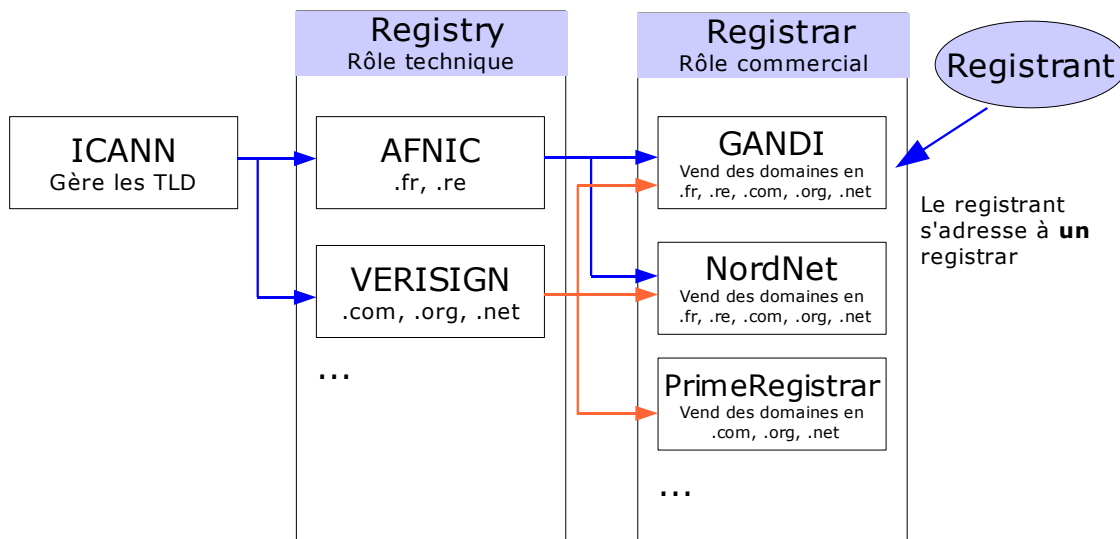 Registry
Rôle technique
Registrar
Rôle commercial
Registrant
ICANN
Gère les TLD
AFNIC
.fr, .re
VERISIGN
.com, .org, .net
...
GANDI
Vend des domaines en
.fr, .re, .com, .org, .net
NordNet
Vend des domaines en
.fr, .re, .com, .org, .net
PrimeRegistrar
Vend des domaines en
.com, .org, .net
...
Le registrant
s'adresse à un
registrar